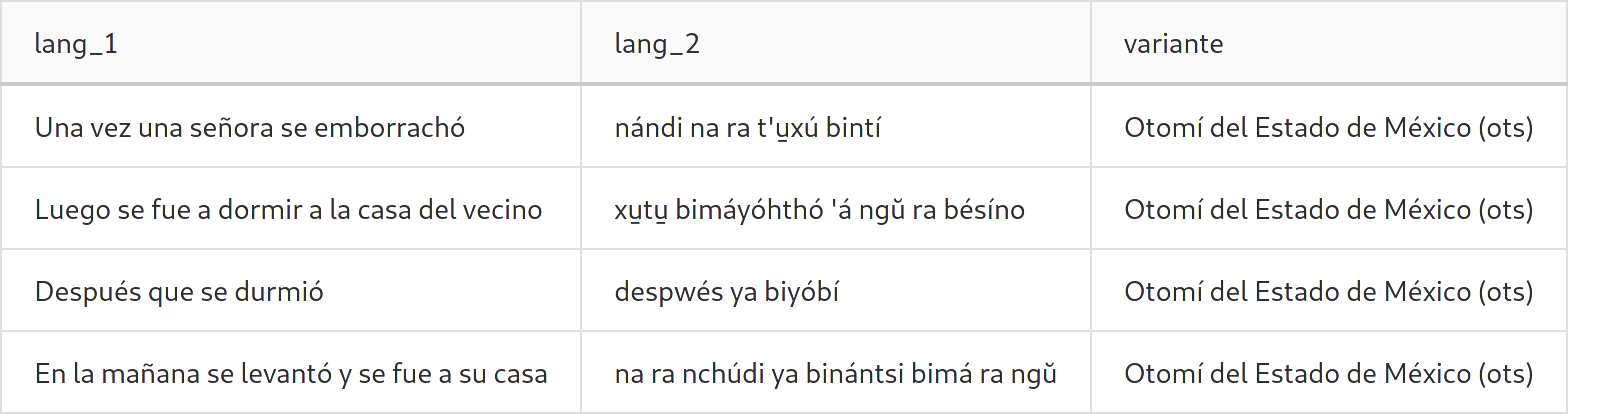 lang_1 lang_2 variante
Una vez una señora se emborrachó nándi na ra t'u̱xú bintí Otomí del Estado de México (ots)
Luego se fue a dormir a la casa del vecino xu̱tu̱ bimáyóhthó 'á ngŭ ra bésíno Otomí del Estado de México (ots)
Después que se durmió despwés ya biyóbí Otomí del Estado de México (ots)
En la mañana se levantó y se fue a su casa na ra nchúdi ya binántsi bimá ra ngŭ Otomí del Estado de México (ots)